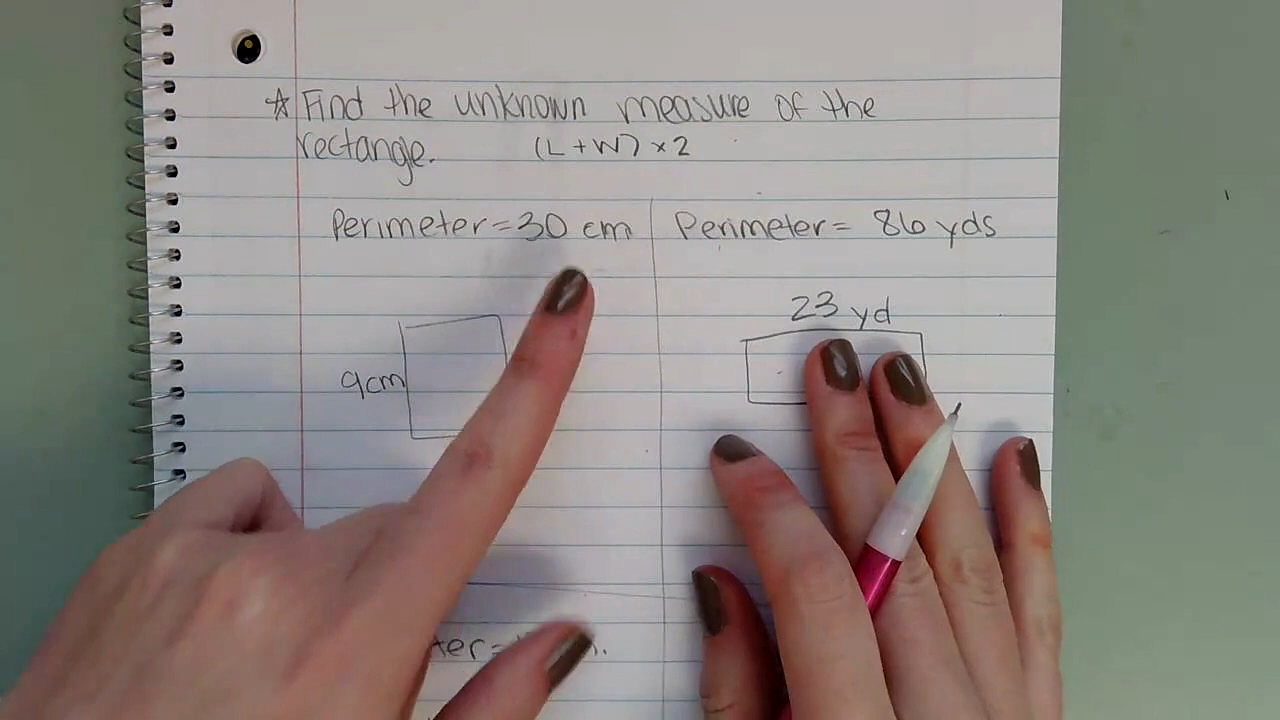 ☆ Find the unknown measure of the
rectangle. (L+W) × 2
Perimeter = 30 cm
9cm
Perimeter = 86 yds
23 yd